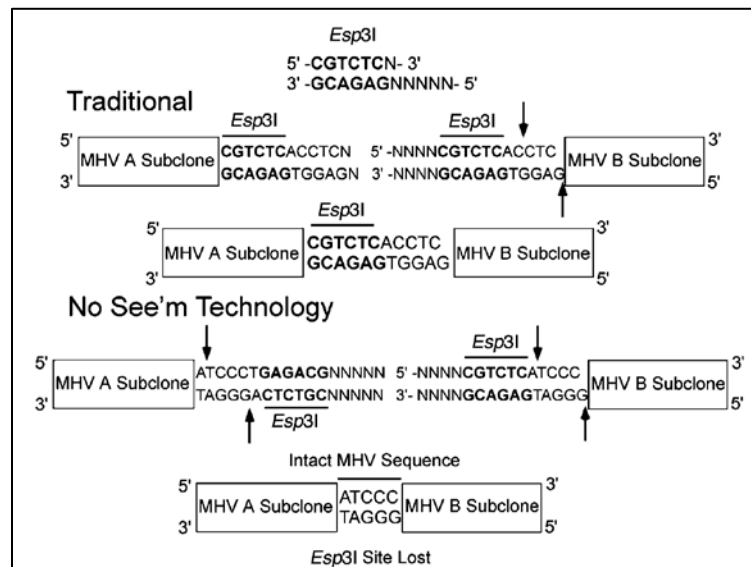 Esp3I
5' -CGTCTCN- 3'
3' -GCAGAGNNNNN- 5'
Traditional
Esp3I
Esp3I
5' MHV A Subclone CGTCTCACCTCN 5' -NNNNCGTCTCACCTC MHV B Subclone 3'
3' GCAGAGTGGAGN 3' -NNNNGCAGAGTGGAG 5'
Esp3I
5' MHV A Subclone CGTCTCACCTC MHV B Subclone 3'
3' GCAGAGTGGAG 5'
No See'm Technology
Esp3I
5' MHV A Subclone ATCCCTGAGACGNNNNN 5' -NNNNCGTCTCATCCC MHV B Subclone 3'
3' TAGGGACTCTGCNNNNN 3' -NNNNGCAGAGTAGGG 5'
Esp3I
Intact MHV Sequence
5' MHV A Subclone ATCCC MHV B Subclone 3'
3' TAGGG 5'
Esp3I Site Lost